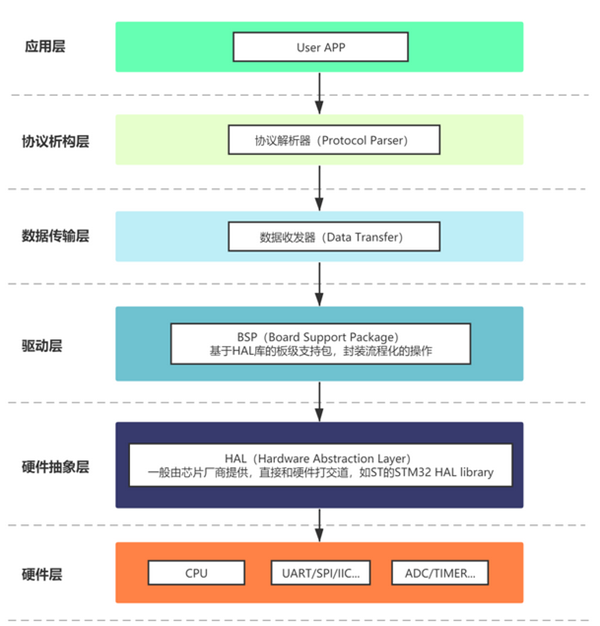 应用层
User APP
协议析构层
协议解析器（Protocol Parser）
数据传输层
数据收发器（Data Transfer）
驱动层
BSP（Board Support Package）
基于HAL库的板级支持包，封装流程化的操作
硬件抽象层
HAL（Hardware Abstraction Layer）
一般由芯片厂商提供，直接和硬件打交道，如ST的STM32 HAL library
硬件层
CPU
UART/SPI/IIC...
ADC/TIMER...